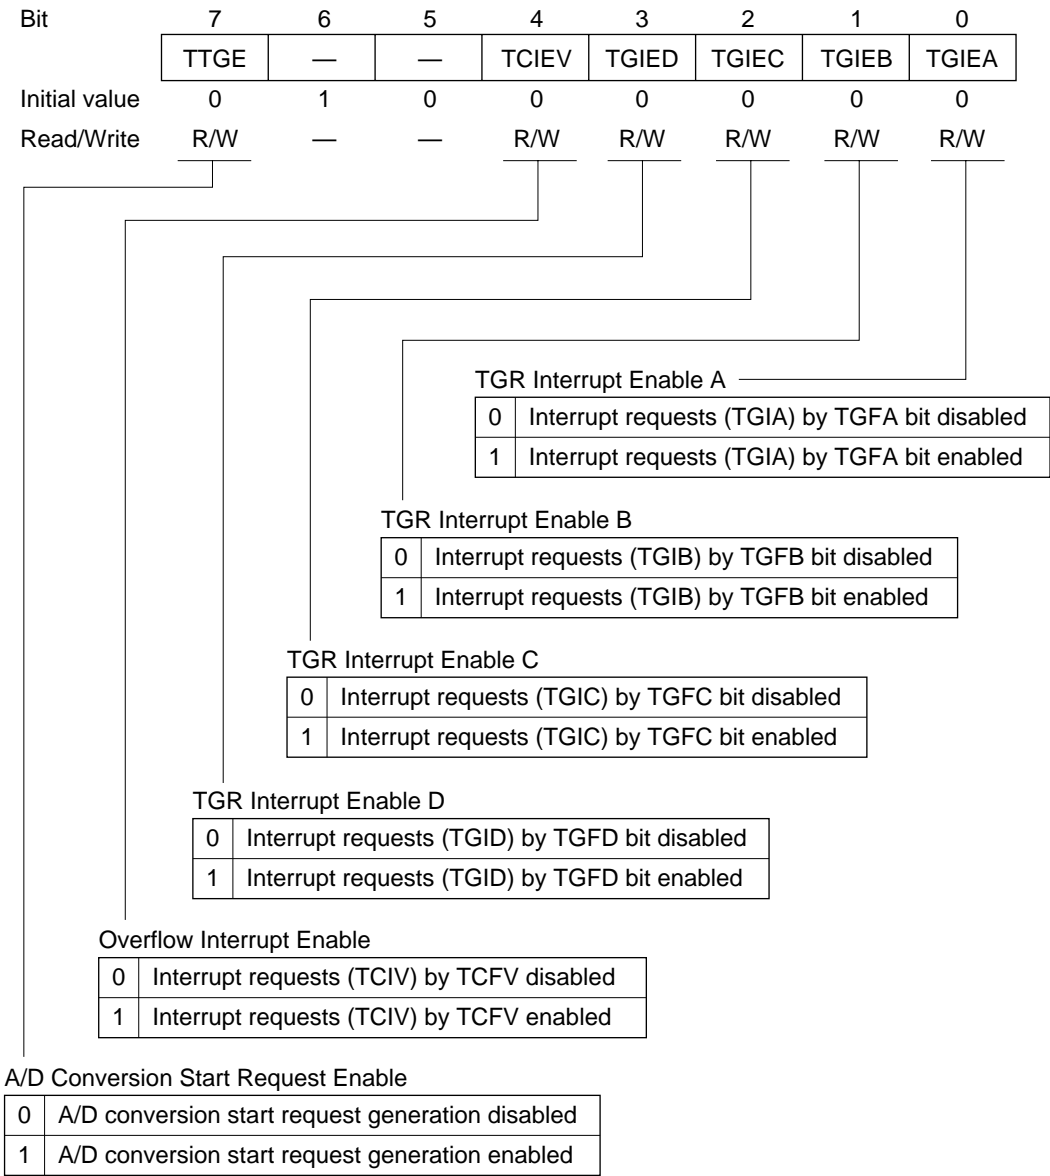 Bit 7 6 5 4 3 2 1 0
TTGE — — TCIEV TGIED TGIEC TGIEB TGIEA
Initial value 0 1 0 0 0 0 0 0
Read/Write R/W — — R/W R/W R/W R/W R/W
TGR Interrupt Enable A
0 Interrupt requests (TGIA) by TGFA bit disabled
1 Interrupt requests (TGIA) by TGFA bit enabled
TGR Interrupt Enable B
0 Interrupt requests (TGIB) by TGFB bit disabled
1 Interrupt requests (TGIB) by TGFB bit enabled
TGR Interrupt Enable C
0 Interrupt requests (TGIC) by TGFC bit disabled
1 Interrupt requests (TGIC) by TGFC bit enabled
TGR Interrupt Enable D
0 Interrupt requests (TGID) by TGFD bit disabled
1 Interrupt requests (TGID) by TGFD bit enabled
Overflow Interrupt Enable
0 Interrupt requests (TCIV) by TCFV disabled
1 Interrupt requests (TCIV) by TCFV enabled
A/D Conversion Start Request Enable
0 A/D conversion start request generation disabled
1 A/D conversion start request generation enabled